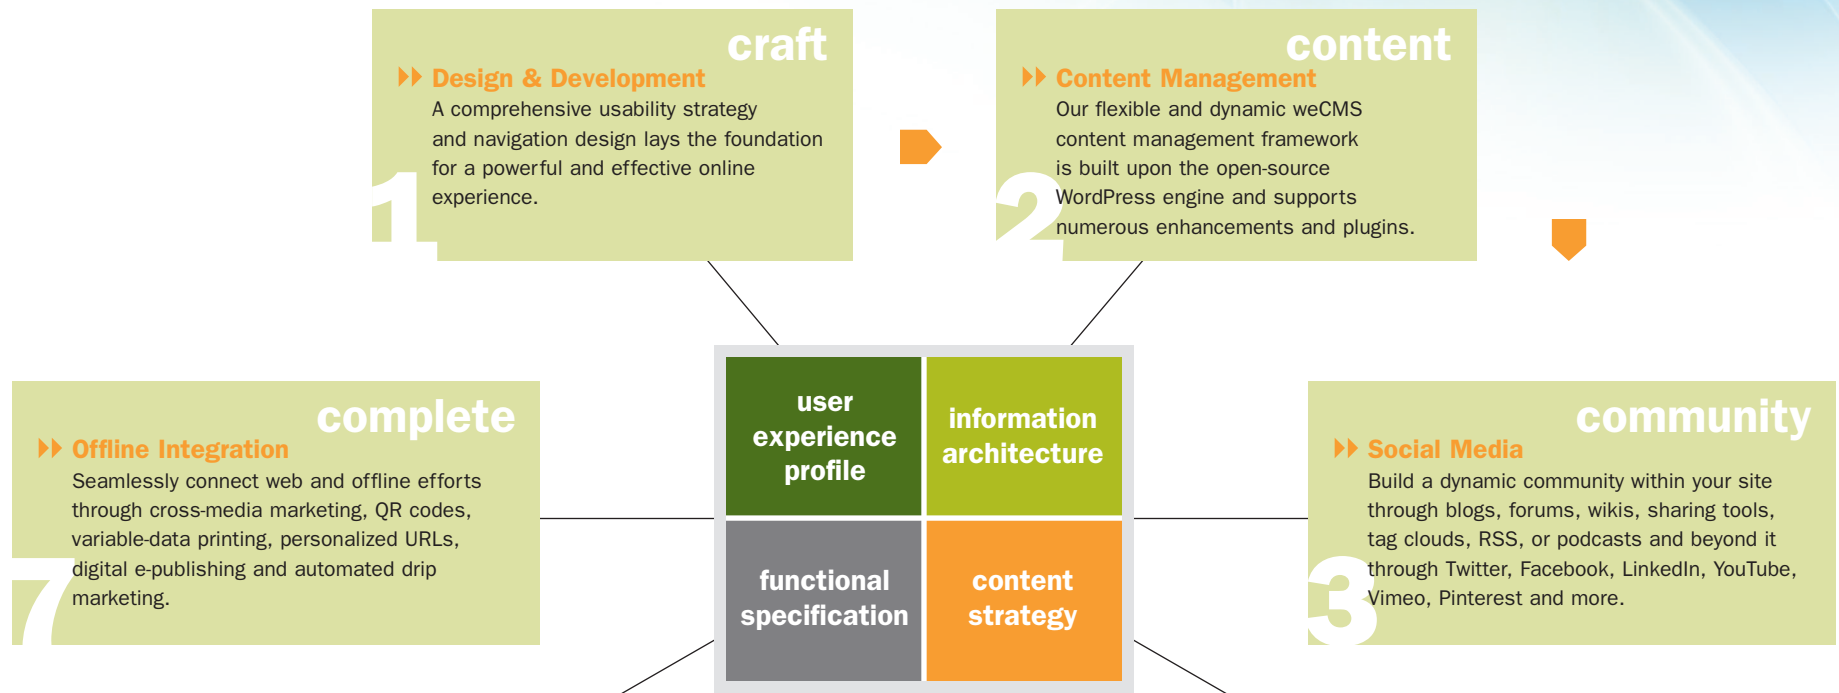 craft
Design & Development
A comprehensive usability strategy
and navigation design lays the foundation
for a powerful and effective online
experience.
1
content
Content Management
Our flexible and dynamic weCMS
content management framework
is built upon the open-source
WordPress engine and supports
numerous enhancements and plugins.
2
complete
Offline Integration
Seamlessly connect web and offline efforts
through cross-media marketing, QR codes,
variable-data printing, personalized URLs,
digital e-publishing and automated drip
marketing.
7
user
experience
profile
information
architecture
functional
specification
content
strategy
community
Social Media
Build a dynamic community within your site
through blogs, forums, wikis, sharing tools,
tag clouds, RSS, or podcasts and beyond it
through Twitter, Facebook, LinkedIn, YouTube,
Vimeo, Pinterest and more.
3